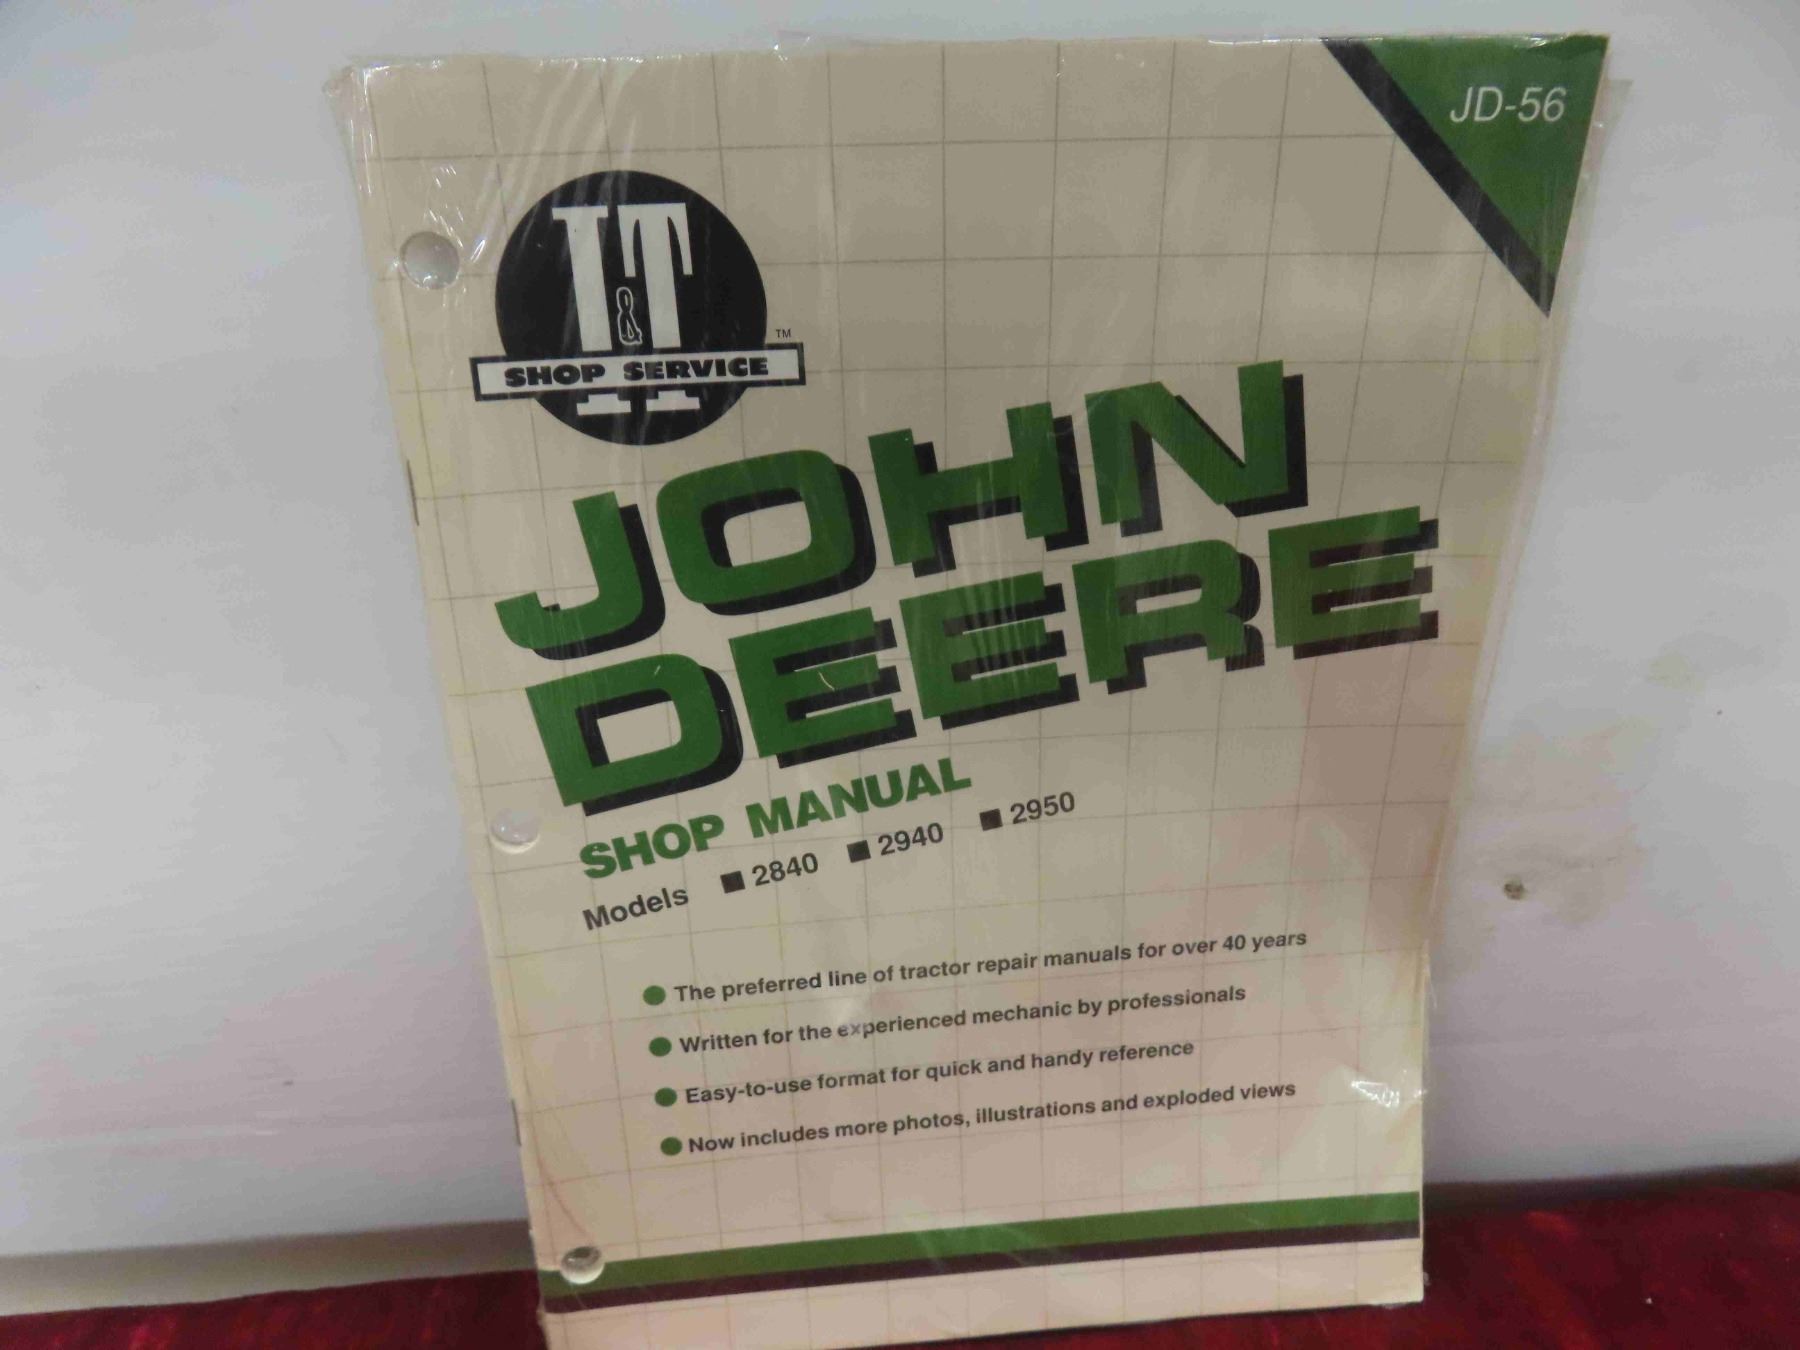 JD-56
I&T
TM
SHOP SERVICE
JOHN
DEERE
SHOP MANUAL
Models ■ 2840 ■ 2940 ■ 2950
● The preferred line of tractor repair manuals for over 40 years
● Written for the experienced mechanic by professionals
● Easy-to-use format for quick and handy reference
● Now includes more photos, illustrations and exploded views